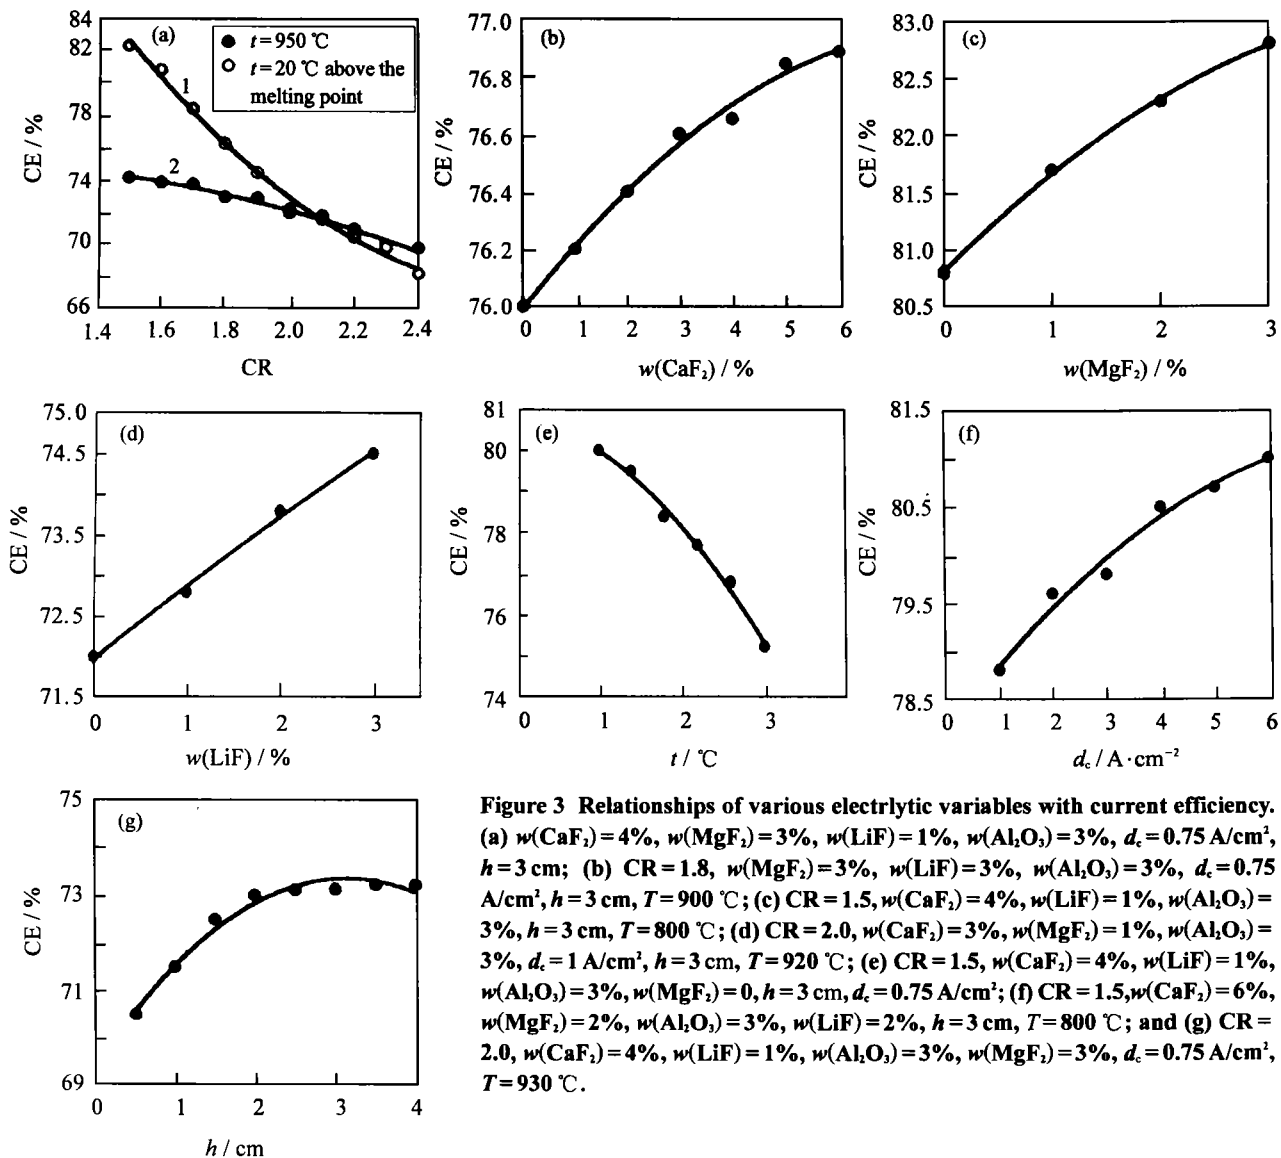 (a)
t=950 ℃
t=20 ℃ above the
melting point
1
2
84
82
78
74
70
66
CE / %
1.4 1.6 1.8 2.0 2.2 2.4
CR
(b)
77.0
76.8
76.6
76.4
76.2
76.0
CE / %
0 1 2 3 4 5 6
w(CaF₂) / %
(c)
83.0
82.5
82.0
81.5
81.0
80.5
CE / %
0 1 2 3
w(MgF₂) / %
(d)
75.0
74.5
73.5
72.5
71.5
CE / %
0 1 2 3
w(LiF) / %
(e)
81
80
78
75
74
CE / %
0 1 2 3
t / ℃
(f)
81.5
80.5
79.5
78.5
CE / %
0 1 2 3 4 5 6
d꜀ / A·cm⁻²
(g)
75
73
71
69
CE / %
0 1 2 3 4
h / cm
Figure 3 Relationships of various electrlytic variables with current efficiency.
(a) w(CaF₂)=4%, w(MgF₂)=3%, w(LiF)=1%, w(Al₂O₃)=3%, d꜀=0.75 A/cm²,
h=3 cm; (b) CR=1.8, w(MgF₂)=3%, w(LiF)=3%, w(Al₂O₃)=3%, d꜀=0.75
A/cm², h=3 cm, T=900 ℃; (c) CR=1.5, w(CaF₂)=4%, w(LiF)=1%, w(Al₂O₃)=
3%, h=3 cm, T=800 ℃; (d) CR=2.0, w(CaF₂)=3%, w(MgF₂)=1%, w(Al₂O₃)=
3%, d꜀=1 A/cm², h=3 cm, T=920 ℃; (e) CR=1.5, w(CaF₂)=4%, w(LiF)=1%,
w(Al₂O₃)=3%, w(MgF₂)=0, h=3 cm, d꜀=0.75 A/cm²; (f) CR=1.5,w(CaF₂)=6%,
w(MgF₂)=2%, w(Al₂O₃)=3%, w(LiF)=2%, h=3 cm, T=800 ℃; and (g) CR=
2.0, w(CaF₂)=4%, w(LiF)=1%, w(Al₂O₃)=3%, w(MgF₂)=3%, d꜀=0.75 A/cm²,
T=930 ℃.